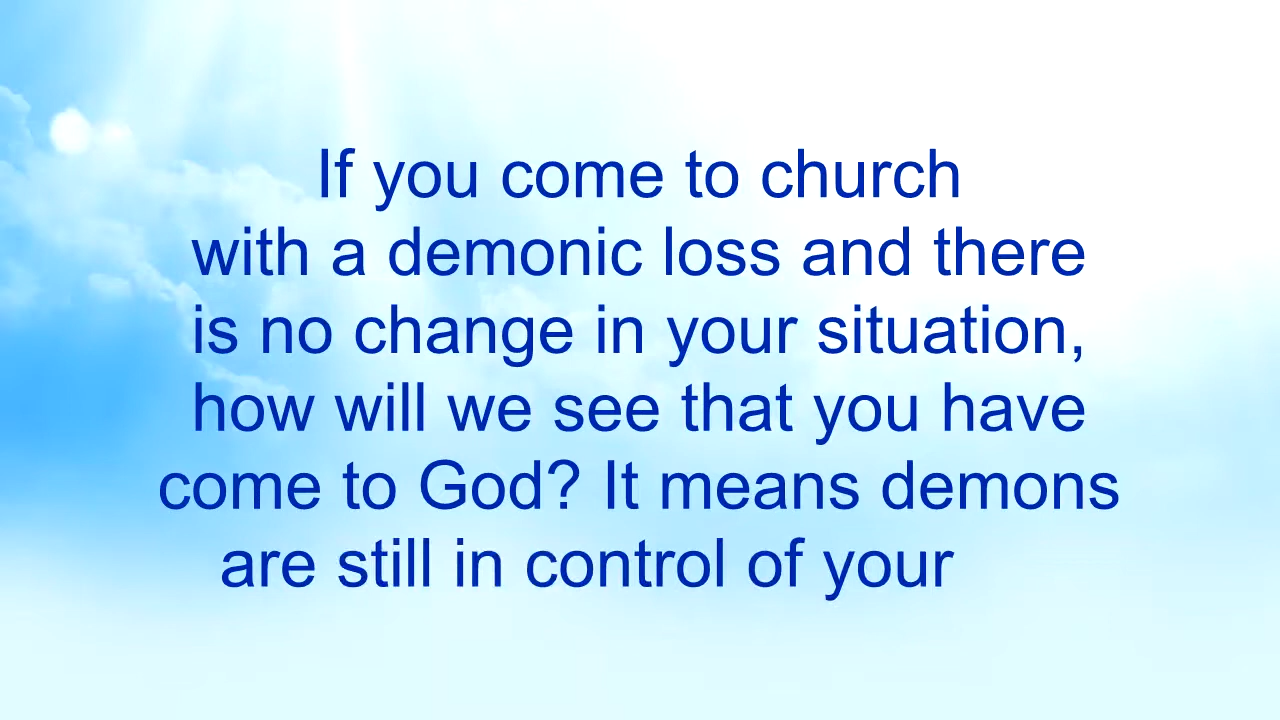 If you come to church
with a demonic loss and there
is no change in your situation,
how will we see that you have
come to God? It means demons
are still in control of your